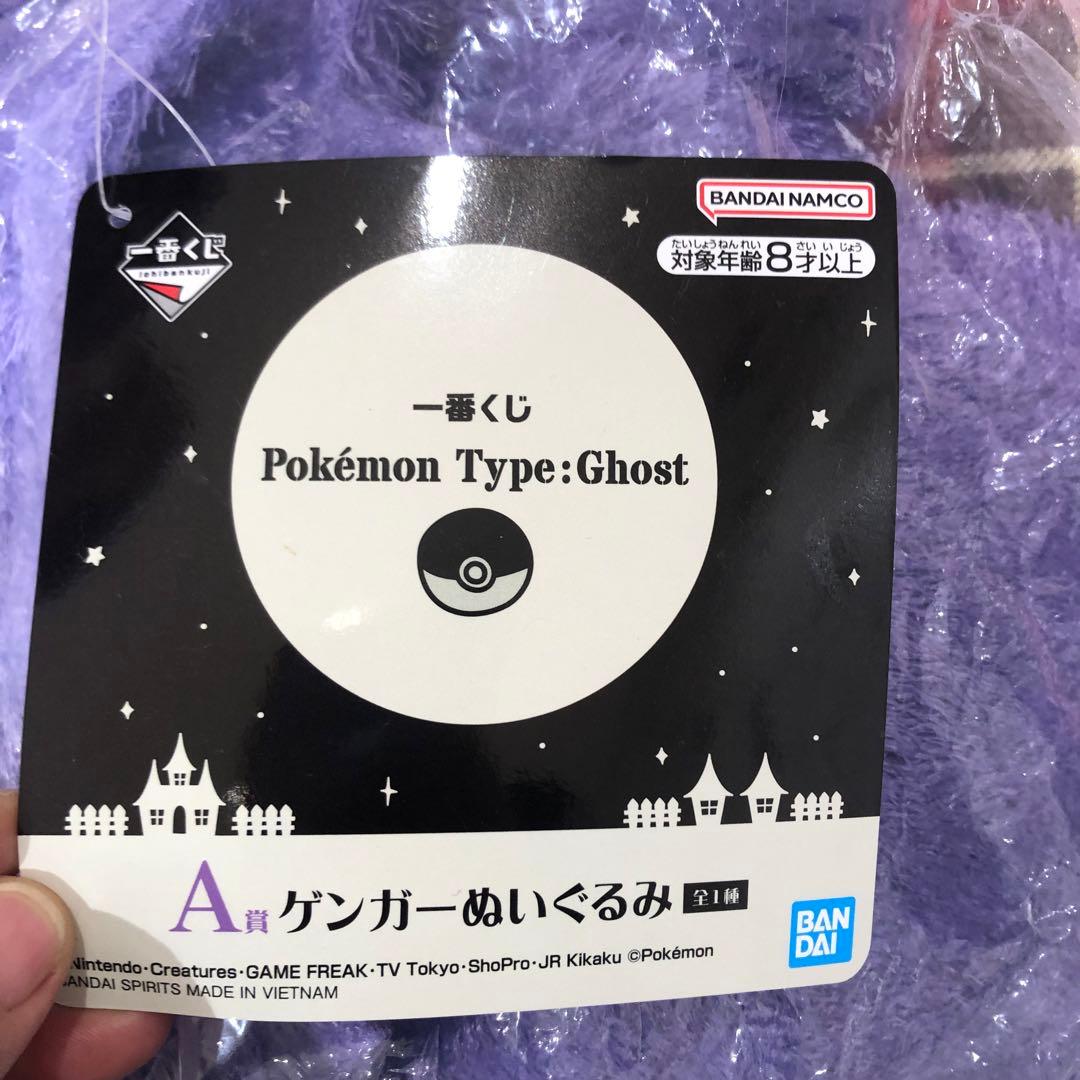 一番くじ
ichibankuji
BANDAI NAMCO
たいしょうねんれい さい いじょう
対象年齢8才以上
一番くじ
Pokémon Type:Ghost
A賞 ゲンガーぬいぐるみ 全1種
BAN
DAI
Nintendo・Creatures・GAME FREAK・TV Tokyo・ShoPro・JR Kikaku ©Pokémon
SPIRITS MADE IN VIETNAM